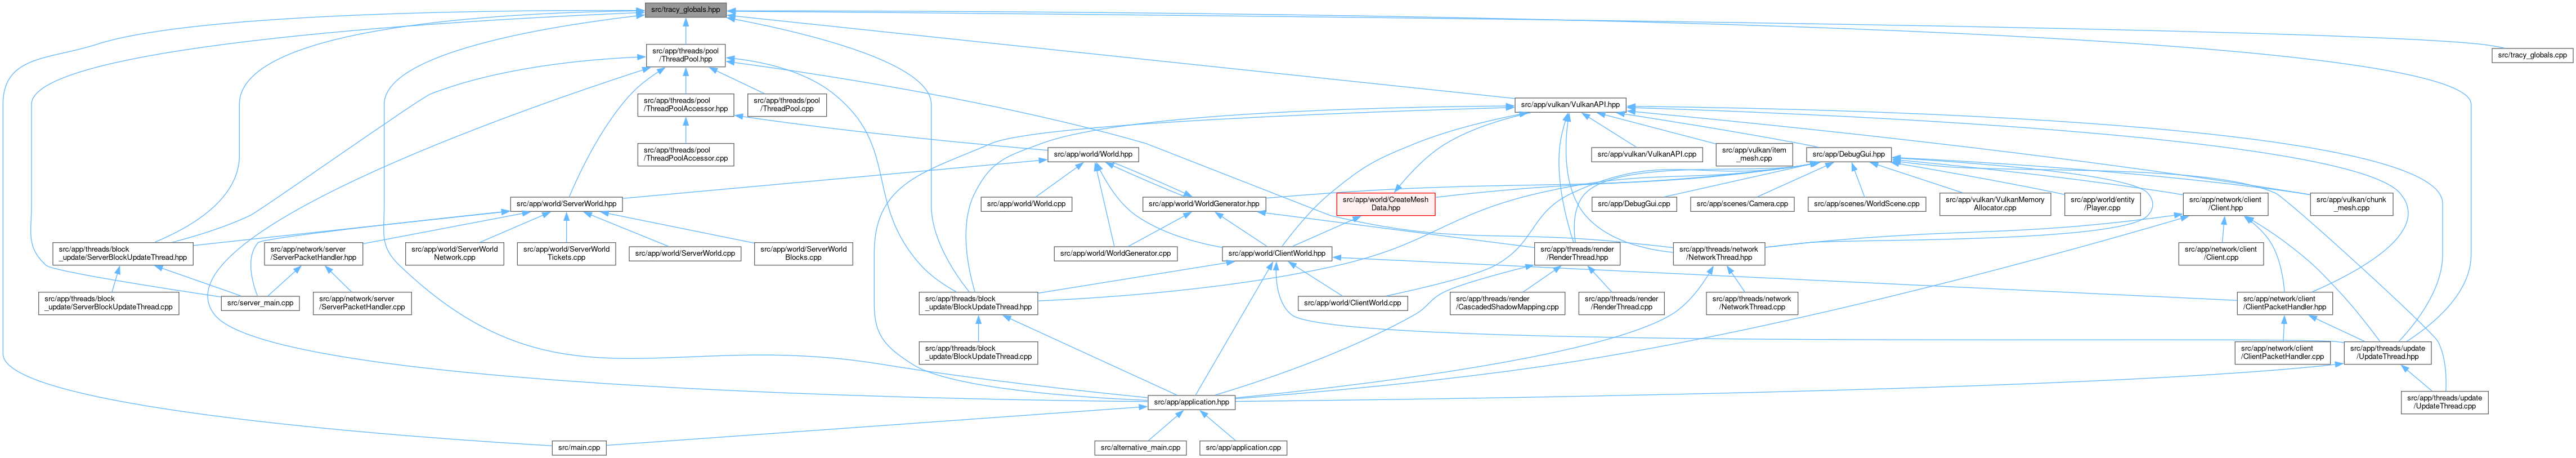 src/tracy_globals.hpp
src/app/threads/pool
/ThreadPool.hpp
src/tracy_globals.cpp
src/app/threads/pool
/ThreadPoolAccessor.hpp
src/app/threads/pool
/ThreadPool.cpp
src/app/vulkan/VulkanAPI.hpp
src/app/threads/pool
/ThreadPoolAccessor.cpp
src/app/world/World.hpp
src/app/vulkan/VulkanAPI.cpp
src/app/vulkan/item
_mesh.cpp
src/app/DebugGui.hpp
src/app/world/ServerWorld.hpp
src/app/world/World.cpp
src/app/world/WorldGenerator.hpp
src/app/world/CreateMesh
Data.hpp
src/app/DebugGui.cpp
src/app/scenes/Camera.cpp
src/app/scenes/WorldScene.cpp
src/app/vulkan/VulkanMemory
Allocator.cpp
src/app/world/entity
/Player.cpp
src/app/network/client
/Client.hpp
src/app/vulkan/chunk
_mesh.cpp
src/app/threads/block
_update/ServerBlockUpdateThread.hpp
src/app/network/server
/ServerPacketHandler.hpp
src/app/world/ServerWorld
Network.cpp
src/app/world/ServerWorld
Tickets.cpp
src/app/world/ServerWorld.cpp
src/app/world/ServerWorld
Blocks.cpp
src/app/world/WorldGenerator.cpp
src/app/world/ClientWorld.hpp
src/app/threads/render
/RenderThread.hpp
src/app/threads/network
/NetworkThread.hpp
src/app/network/client
/Client.cpp
src/app/threads/block
_update/ServerBlockUpdateThread.cpp
src/server_main.cpp
src/app/network/server
/ServerPacketHandler.cpp
src/app/threads/block
_update/BlockUpdateThread.hpp
src/app/world/ClientWorld.cpp
src/app/threads/render
/CascadedShadowMapping.cpp
src/app/threads/render
/RenderThread.cpp
src/app/threads/network
/NetworkThread.cpp
src/app/network/client
/ClientPacketHandler.hpp
src/app/threads/block
_update/BlockUpdateThread.cpp
src/app/network/client
/ClientPacketHandler.cpp
src/app/threads/update
/UpdateThread.hpp
src/app/application.hpp
src/app/threads/update
/UpdateThread.cpp
src/main.cpp
src/alternative_main.cpp
src/app/application.cpp